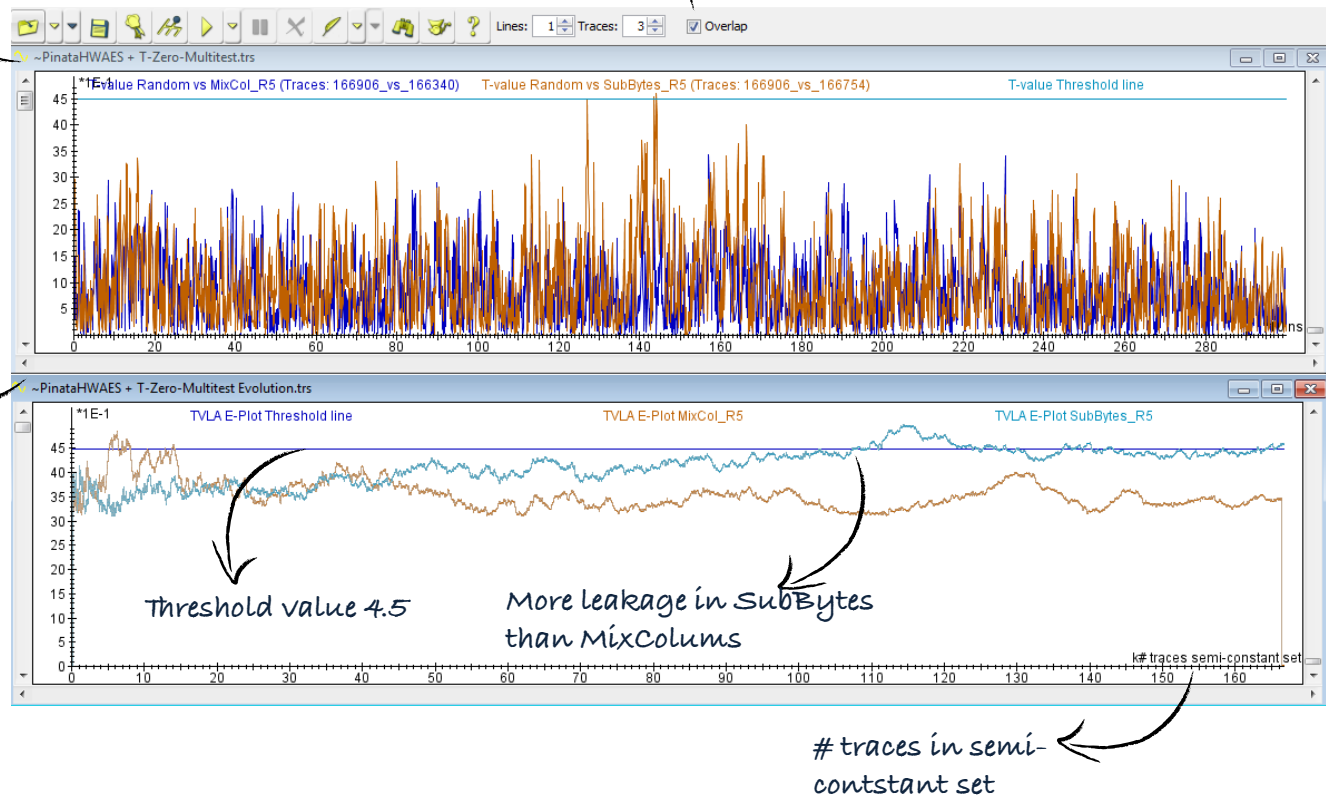 Lines: 1 Traces: 3 Overlap
~PinataHWAES + T-Zero-Multitest.trs
*1E-1
T-value Random vs MixCol_R5 (Traces: 166906_vs_166340) T-value Random vs SubBytes_R5 (Traces: 166906_vs_166754) T-value Threshold line
45
40
35
30
25
20
15
10
5
ns
0 20 40 60 80 100 120 140 160 180 200 220 240 260 280
~PinataHWAES + T-Zero-Multitest Evolution.trs
*1E-1 TVLA E-Plot Threshold line TVLA E-Plot MixCol_R5 TVLA E-Plot SubBytes_R5
45
40
35
30
25
20
15
10
5
0
Threshold value 4.5
More leakage in SubBytes
than MixColums
k# traces semi-constant set
0 10 20 30 40 50 60 70 80 90 100 110 120 130 140 150 160
# traces in semi-
contstant set